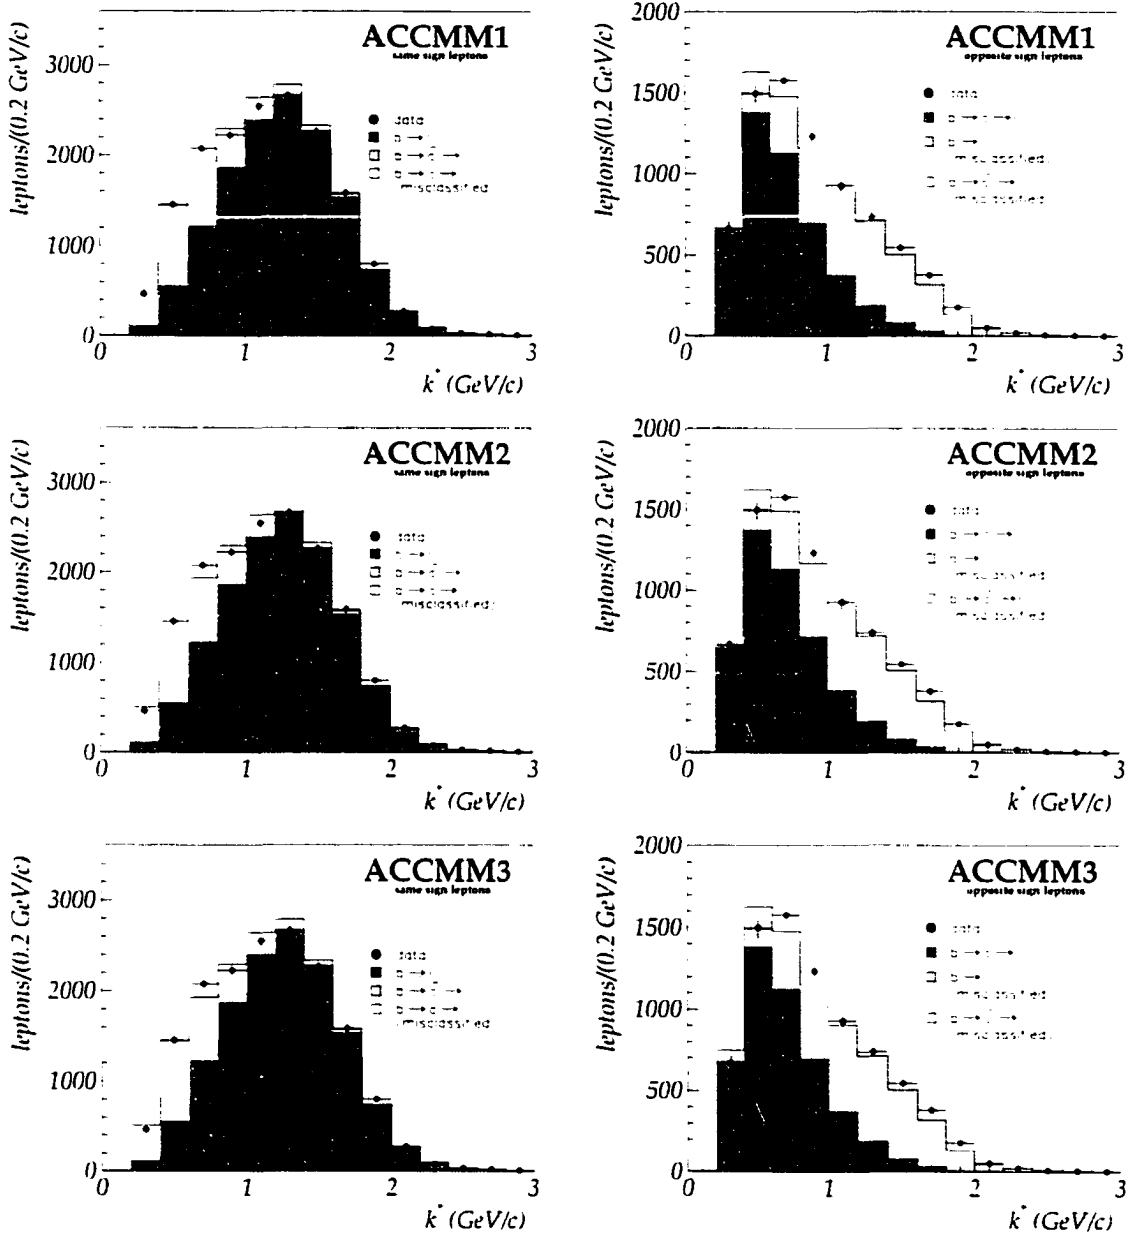 ACCMM1
same sign leptons
leptons/(0.2 GeV/c)
3000
2000
1000
0
data
b →
b → c →
b → c →
misclassified)
0 1 2 3
k* (GeV/c)
ACCMM1
opposite sign leptons
leptons/(0.2 GeV/c)
2000
1500
1000
500
0
data
b → c →
b →
misclassified)
b → c →
misclassified)
0 1 2 3
k* (GeV/c)
ACCMM2
same sign leptons
leptons/(0.2 GeV/c)
3000
2000
1000
0
data
b → c →
b → c →
misclassified)
0 1 2 3
k* (GeV/c)
ACCMM2
opposite sign leptons
leptons/(0.2 GeV/c)
2000
1500
1000
500
0
data
b → c →
b →
misclassified)
b → c →
misclassified)
0 1 2 3
k* (GeV/c)
ACCMM3
same sign leptons
leptons/(0.2 GeV/c)
3000
2000
1000
0
data
b →
b → c →
b → c →
misclassified)
0 1 2 3
k* (GeV/c)
ACCMM3
opposite sign leptons
leptons/(0.2 GeV/c)
2000
1500
1000
500
0
data
b → c →
b →
misclassified)
b → c →
misclassified)
0 1 2 3
k* (GeV/c)